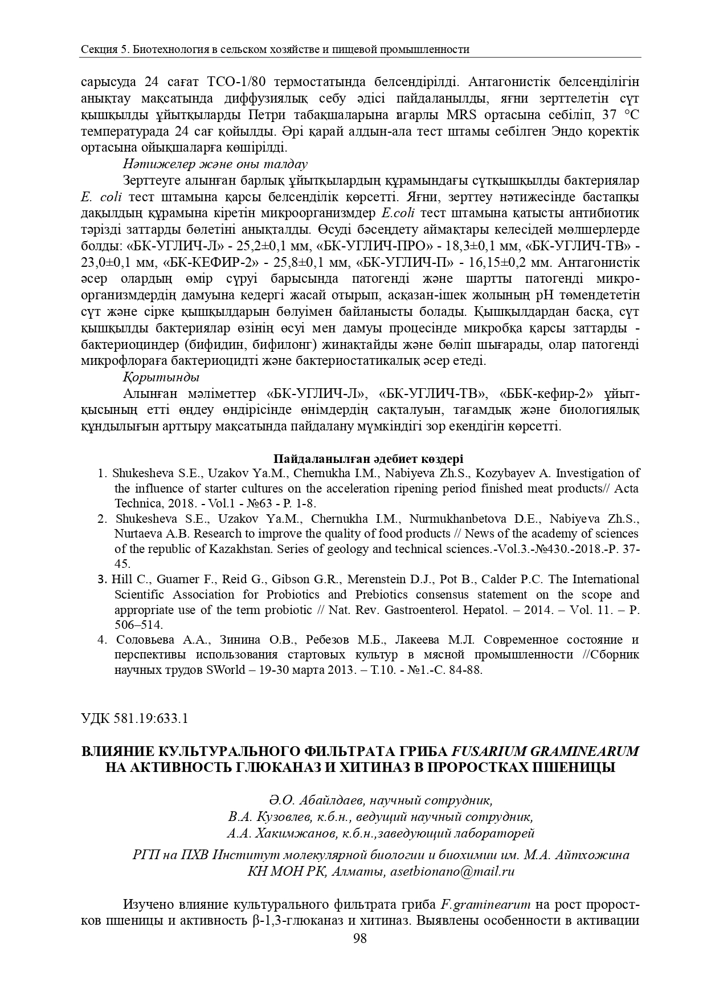 Секция 5. Биотехнология в сельском хозяйстве и пищевой промышленности
сарысуда 24 сағат ТСО-1/80 термостатында белсендірілді. Антагонистік белсенділігін
анықтау мақсатында диффузиялық себу әдісі пайдаланылды, яғни зерттелетін сүт
қышқылды ұйытқыларды Петри табақшаларына агарлы MRS ортасына себіліп, 37 °С
температурада 24 сағ қойылды. Әрі қарай алдын-ала тест штамы себілген Эндо қоректік
ортасына ойықшаларға көшірілді.
Нәтижелер және оны талдау
Зерттеуге алынған барлық ұйытқылардың құрамындағы сүтқышқылды бактериялар
E. coli тест штамына қарсы белсенділік көрсетті. Яғни, зерттеу нәтижесінде бастапқы
дақылдың құрамына кіретін микроорганизмдер E.coli тест штамына қатысты антибиотик
тәрізді заттарды бөлетіні анықталды. Өсуді бәсеңдету аймақтары келесідей мөлшерлерде
болды: «БК-УГЛИЧ-Л» - 25,2±0,1 мм, «БК-УГЛИЧ-ПРО» - 18,3±0,1 мм, «БК-УГЛИЧ-ТВ» -
23,0±0,1 мм, «БК-КЕФИР-2» - 25,8±0,1 мм, «БК-УГЛИЧ-П» - 16,15±0,2 мм. Антагонистік
әсер олардың өмір сүруі барысында патогенді және шартты патогенді микро-
организмдердің дамуына кедергі жасай отырып, асқазан-ішек жолының рН төмендететін
сүт және сірке қышқылдарын бөлуімен байланысты болады. Қышқылдардан басқа, сүт
қышқылды бактериялар өзінің өсуі мен дамуы процесінде микробқа қарсы заттарды -
бактериоциндер (бифидин, бифилонг) жинақтайды және бөліп шығарады, олар патогенді
микрофлораға бактериоцидті және бактериостатикалық әсер етеді.
Қорытынды
Алынған мәліметтер «БК-УГЛИЧ-Л», «БК-УГЛИЧ-ТВ», «ББК-кефир-2» ұйыт-
қысының етті өңдеу өндірісінде өнімдердің сақталуын, тағамдық және биологиялық
құндылығын арттыру мақсатында пайдалану мүмкіндігі зор екендігін көрсетті.
Пайдаланылған әдебиет көздері
1. Shukesheva S.E., Uzakov Ya.M., Chernukha I.M., Nabiyeva Zh.S., Kozybayev A. Investigation of
the influence of starter cultures on the acceleration ripening period finished meat products// Acta
Technica, 2018. - Vol.1 - №63 - P. 1-8.
2. Shukesheva S.E., Uzakov Ya.M., Chernukha I.M., Nurmukhanbetova D.E., Nabiyeva Zh.S.,
Nurtaeva A.B. Research to improve the quality of food products // News of the academy of sciences
of the republic of Kazakhstan. Series of geology and technical sciences.-Vol.3.-№430.-2018.-P. 37-
45.
3. Hill C., Guarner F., Reid G., Gibson G.R., Merenstein D.J., Pot B., Calder P.C. The International
Scientific Association for Probiotics and Prebiotics consensus statement on the scope and
appropriate use of the term probiotic // Nat. Rev. Gastroenterol. Hepatol. – 2014. – Vol. 11. – P.
506–514.
4. Соловьева А.А., Зинина О.В., Ребезов М.Б., Лакеева М.Л. Современное состояние и
перспективы использования стартовых культур в мясной промышленности //Сборник
научных трудов SWorld – 19-30 марта 2013. – Т.10. - №1.-С. 84-88.
УДК 581.19:633.1
ВЛИЯНИЕ КУЛЬТУРАЛЬНОГО ФИЛЬТРАТА ГРИБА FUSARIUM GRAMINEARUM
НА АКТИВНОСТЬ ГЛЮКАНАЗ И ХИТИНАЗ В ПРОРОСТКАХ ПШЕНИЦЫ
Ә.О. Абайлдаев, научный сотрудник,
В.А. Кузовлев, к.б.н., ведущий научный сотрудник,
А.А. Хакимжанов, к.б.н.,заведующий лабораторей
РГП на ПХВ Институт молекулярной биологии и биохимии им. М.А. Айтхожина
КН МОН РК, Алматы, asetbionano@mail.ru
Изучено влияние культурального фильтрата гриба F.graminearum на рост пророст-
ков пшеницы и активность β-1,3-глюканаз и хитиназ. Выявлены особенности в активации
98